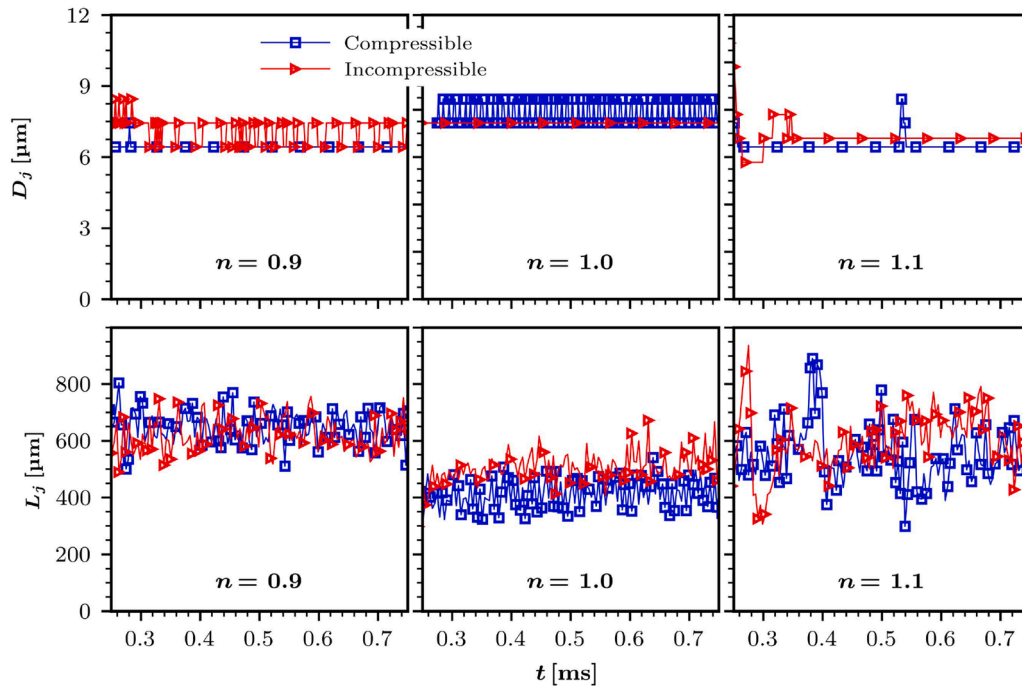 12
9
6
3
0
D_j [µm]
Compressible
Incompressible
n = 0.9
n = 1.0
n = 1.1
800
600
400
200
0
L_j [µm]
n = 0.9
n = 1.0
n = 1.1
0.3 0.4 0.5 0.6 0.7
0.3 0.4 0.5 0.6 0.7
0.3 0.4 0.5 0.6 0.7
t [ms]